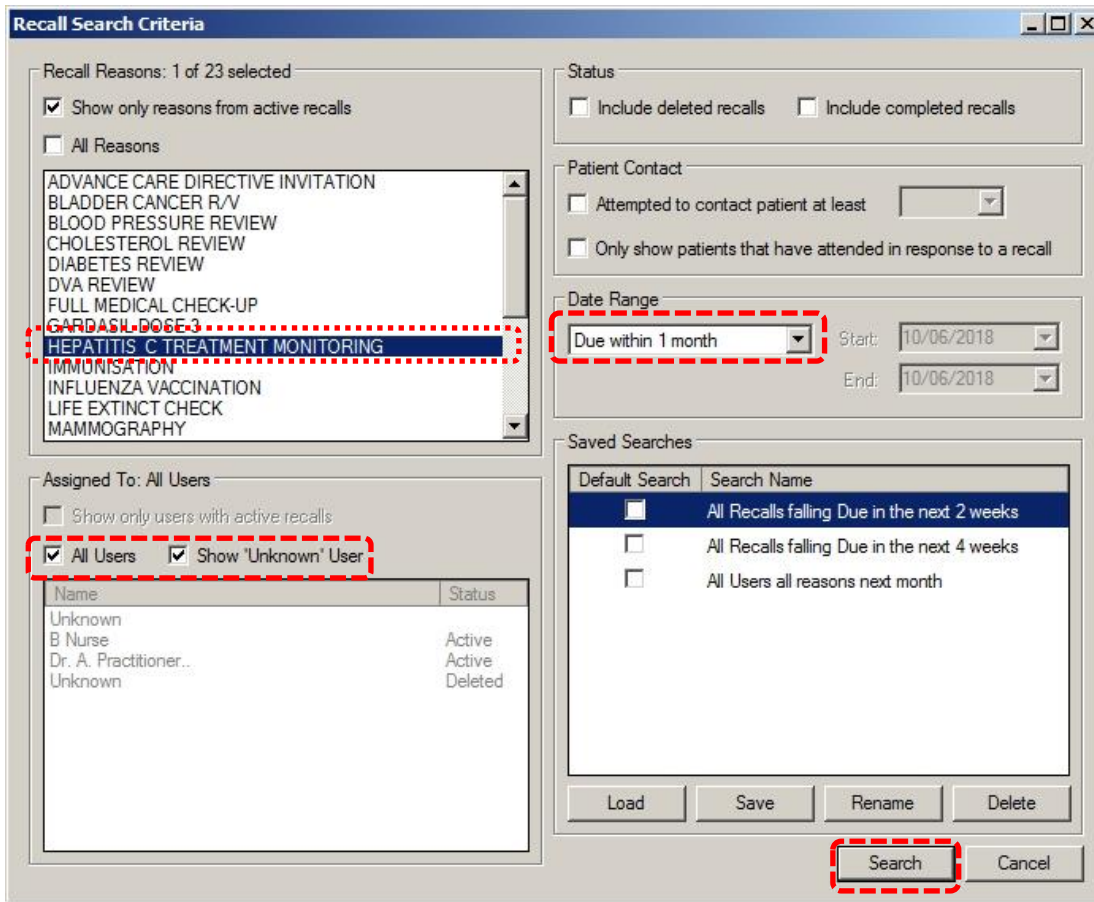 Recall Search Criteria
Recall Reasons: 1 of 23 selected
Show only reasons from active recalls
All Reasons
ADVANCE CARE DIRECTIVE INVITATION
BLADDER CANCER R/V
BLOOD PRESSURE REVIEW
CHOLESTEROL REVIEW
DIABETES REVIEW
DVA REVIEW
FULL MEDICAL CHECK-UP
GARDASIL DOSE 3
HEPATITIS C TREATMENT MONITORING
IMMUNISATION
INFLUENZA VACCINATION
LIFE EXTINCT CHECK
MAMMOGRAPHY
Assigned To: All Users
Show only users with active recalls
All Users Show 'Unknown' User
Name Status
Unknown
B Nurse Active
Dr. A. Practitioner.. Active
Unknown Deleted
Status
Include deleted recalls Include completed recalls
Patient Contact
Attempted to contact patient at least
Only show patients that have attended in response to a recall
Date Range
Due within 1 month Start: 10/06/2018
End: 10/06/2018
Saved Searches
Default Search Search Name
All Recalls falling Due in the next 2 weeks
All Recalls falling Due in the next 4 weeks
All Users all reasons next month
Load Save Rename Delete
Search Cancel